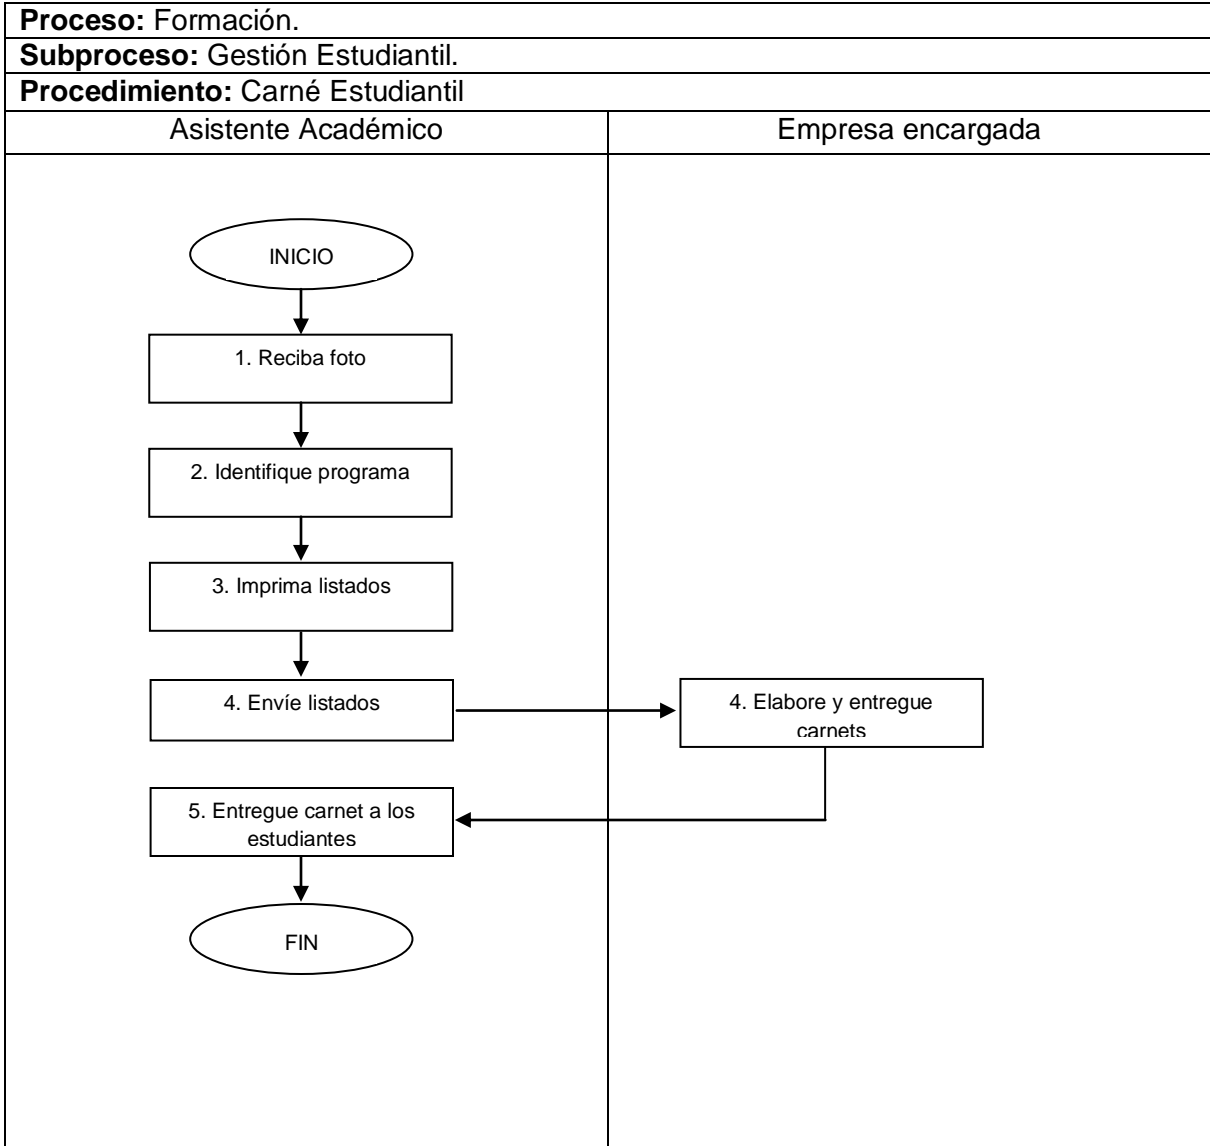 Proceso: Formación.
Subproceso: Gestión Estudiantil.
Procedimiento: Carné Estudiantil
Asistente Académico
Empresa encargada
INICIO
1. Reciba foto
2. Identifique programa
3. Imprima listados
4. Envíe listados
4. Elabore y entregue
carnets
5. Entregue carnet a los
estudiantes
FIN